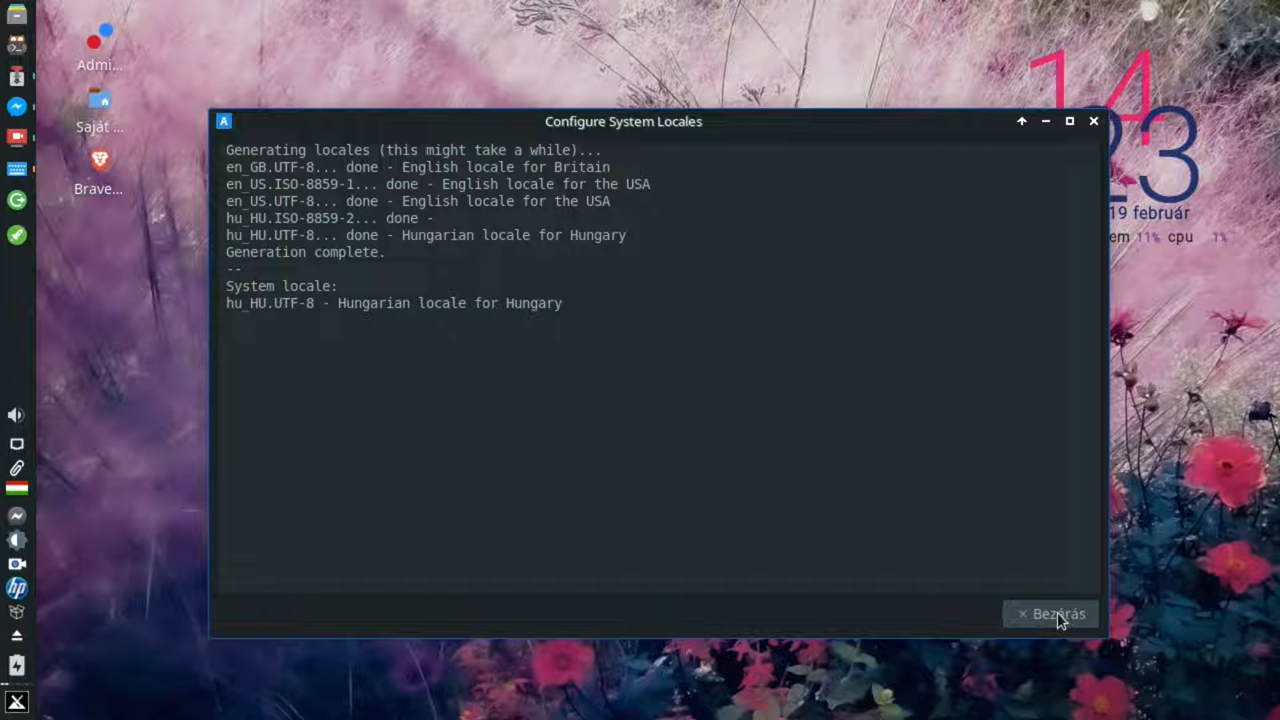 Admi...
Saját ...
Brave...
A
Configure System Locales
Generating locales (this might take a while)...
en_GB.UTF-8... done - English locale for Britain
en_US.ISO-8859-1... done - English locale for the USA
en_US.UTF-8... done - English locale for the USA
hu_HU.ISO-8859-2... done -
hu_HU.UTF-8... done - Hungarian locale for Hungary
Generation complete.
--
System locale:
hu_HU.UTF-8 - Hungarian locale for Hungary
Bezárás
14
23
19 február
em 11% cpu 1%
hp